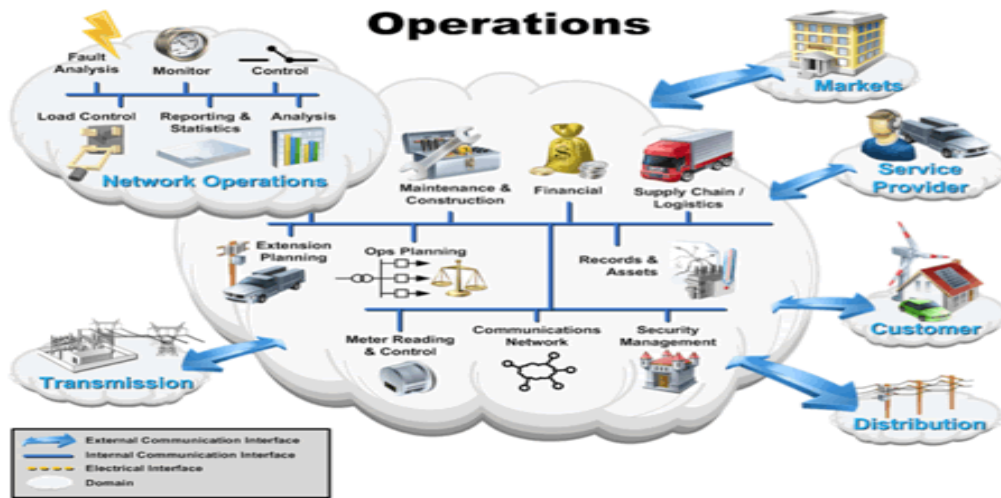 Operations
Fault
Analysis
Monitor
Control
Load Control
Reporting &
Statistics
Analysis
Network Operations
Markets
Service
Provider
Maintenance &
Construction
Financial
Supply Chain /
Logistics
Extension
Planning
Ops Planning
Records &
Assets
Customer
Meter Reading
& Control
Communications
Network
Security
Management
Transmission
Distribution
External Communication Interface
Internal Communication Interface
Electrical Interface
Domain